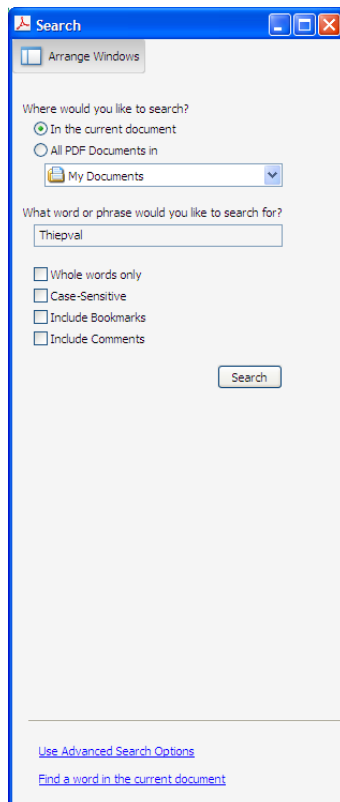 Search
Arrange Windows
Where would you like to search?
In the current document
All PDF Documents in
My Documents
What word or phrase would you like to search for?
Thiepval
Whole words only
Case-Sensitive
Include Bookmarks
Include Comments
Search
Use Advanced Search Options
Find a word in the current document